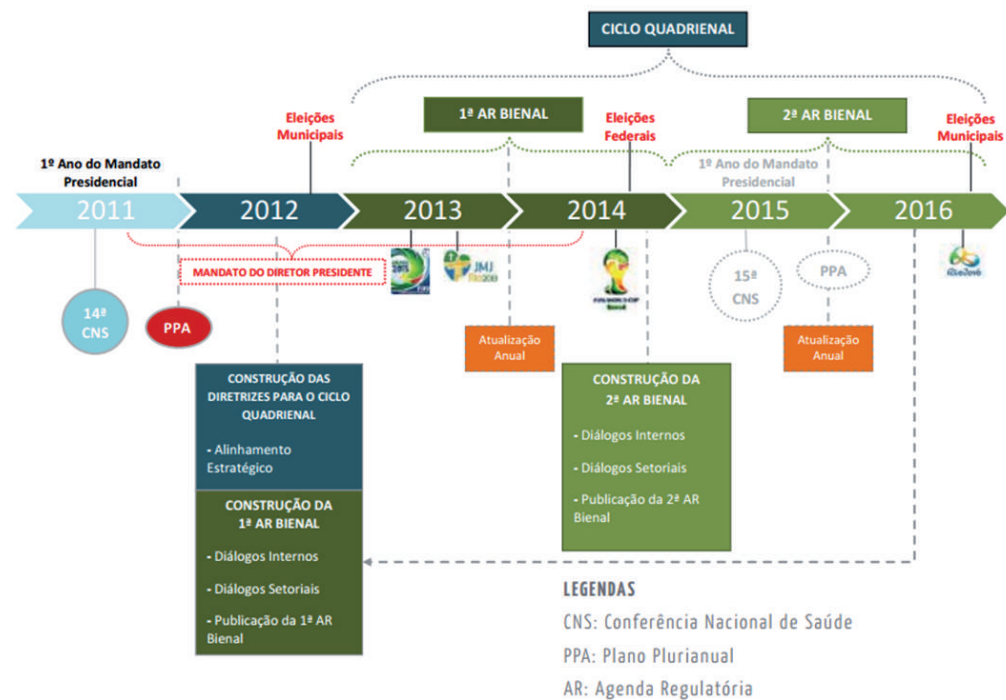 CICLO QUADRIENAL
Eleições
Municipais
1ª AR BIENAL
Eleições
Federais
2ª AR BIENAL
Eleições
Municipais
1º Ano do Mandato
Presidencial
1º Ano do Mandato
Presidencial
2011
2012
2013
2014
2015
2016
MANDATO DO DIRETOR PRESIDENTE
JMJ
14ª
CNS
PPA
15ª
CNS
PPA
Atualização
Anual
Atualização
Anual
CONSTRUÇÃO DAS
DIRETRIZES PARA O CICLO
QUADRIENAL
- Alinhamento
Estratégico
CONSTRUÇÃO DA
1ª AR BIENAL
- Diálogos Internos
- Diálogos Setoriais
- Publicação da 1ª AR
Bienal
CONSTRUÇÃO DA
2ª AR BIENAL
- Diálogos Internos
- Diálogos Setoriais
- Publicação da 2ª AR
Bienal
LEGENDAS
CNS: Conferência Nacional de Saúde
PPA: Plano Plurianual
AR: Agenda Regulatória